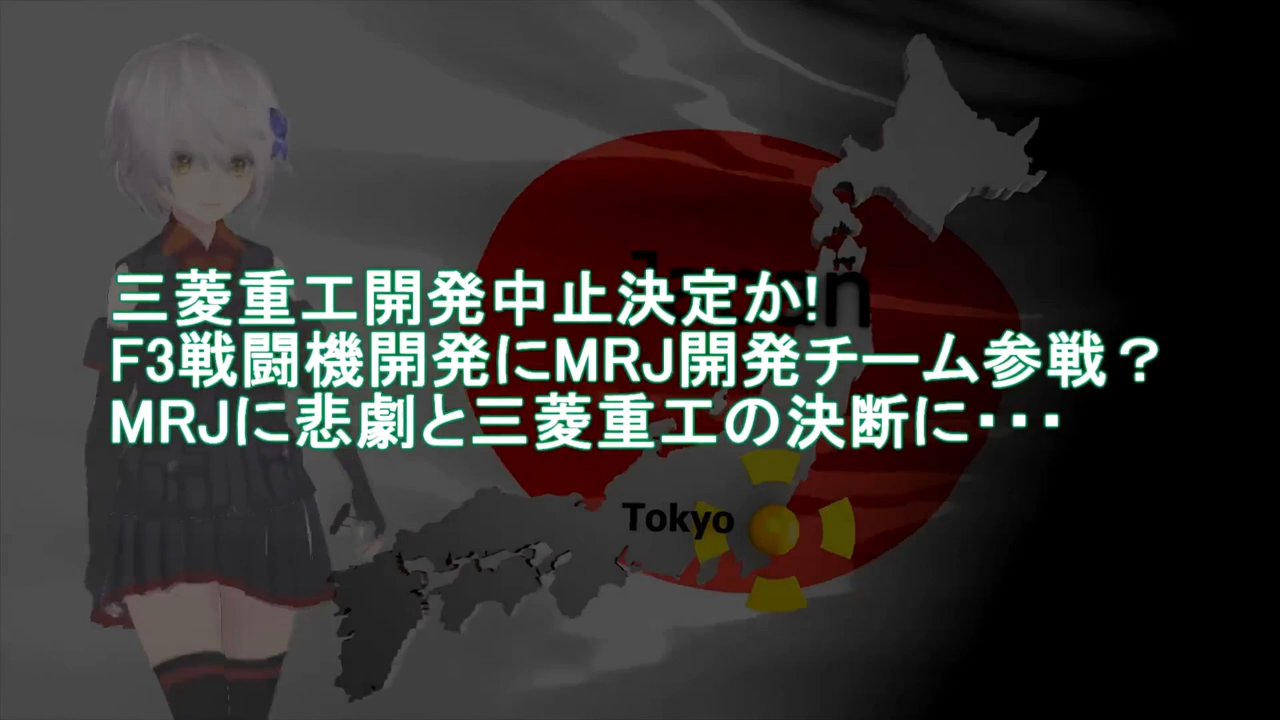 三菱重工開発中止決定か!
F3戦闘機開発にMRJ開発チーム参戦？
MRJに悲劇と三菱重工の決断に・・・
Japan
Tokyo